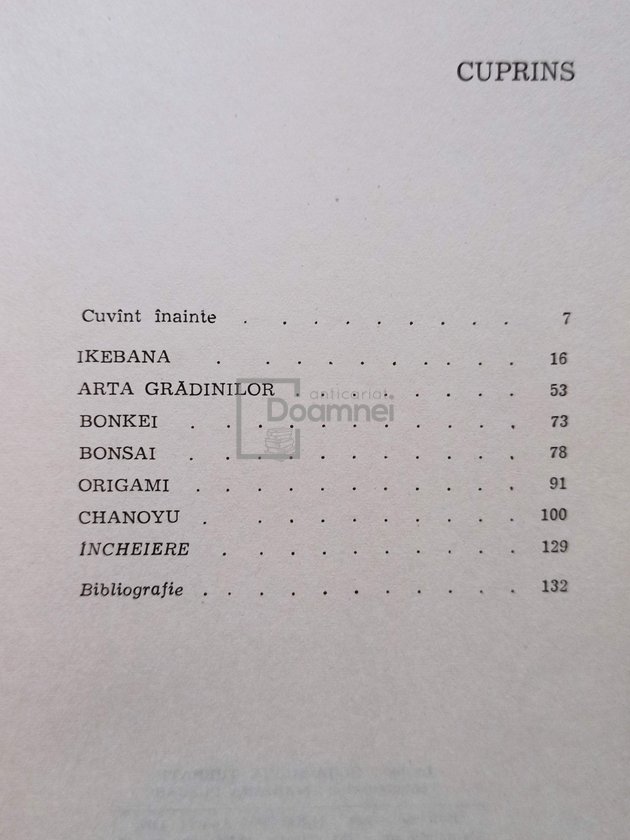 CUPRINS
Cuvînt înainte . . . . . . . . . 7
IKEBANA . . . . . . . . . . 16
ARTA GRĂDINILOR . . . . . . . 53
BONKEI . . . . . . . . . . . 73
BONSAI . . . . . . . . . . . 78
ORIGAMI . . . . . . . . . . . 91
CHANOYU . . . . . . . . . . 100
ÎNCHEIERE . . . . . . . . . . 129
Bibliografie . . . . . . . . . . . 132
anticariat
Doamnei